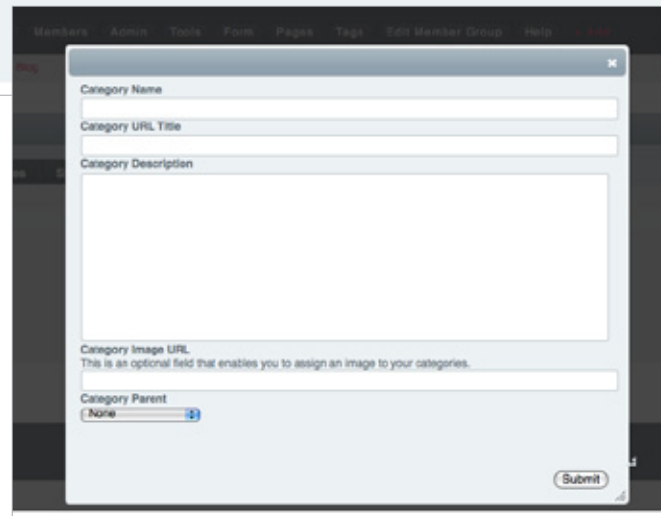 Members Admin Tools Form Pages Tags Edit Member Group Help + Add
Blog
Category Name
Category URL Title
Category Description
Category Image URL
This is an optional field that enables you to assign an image to your categories.
Category Parent
None
Submit